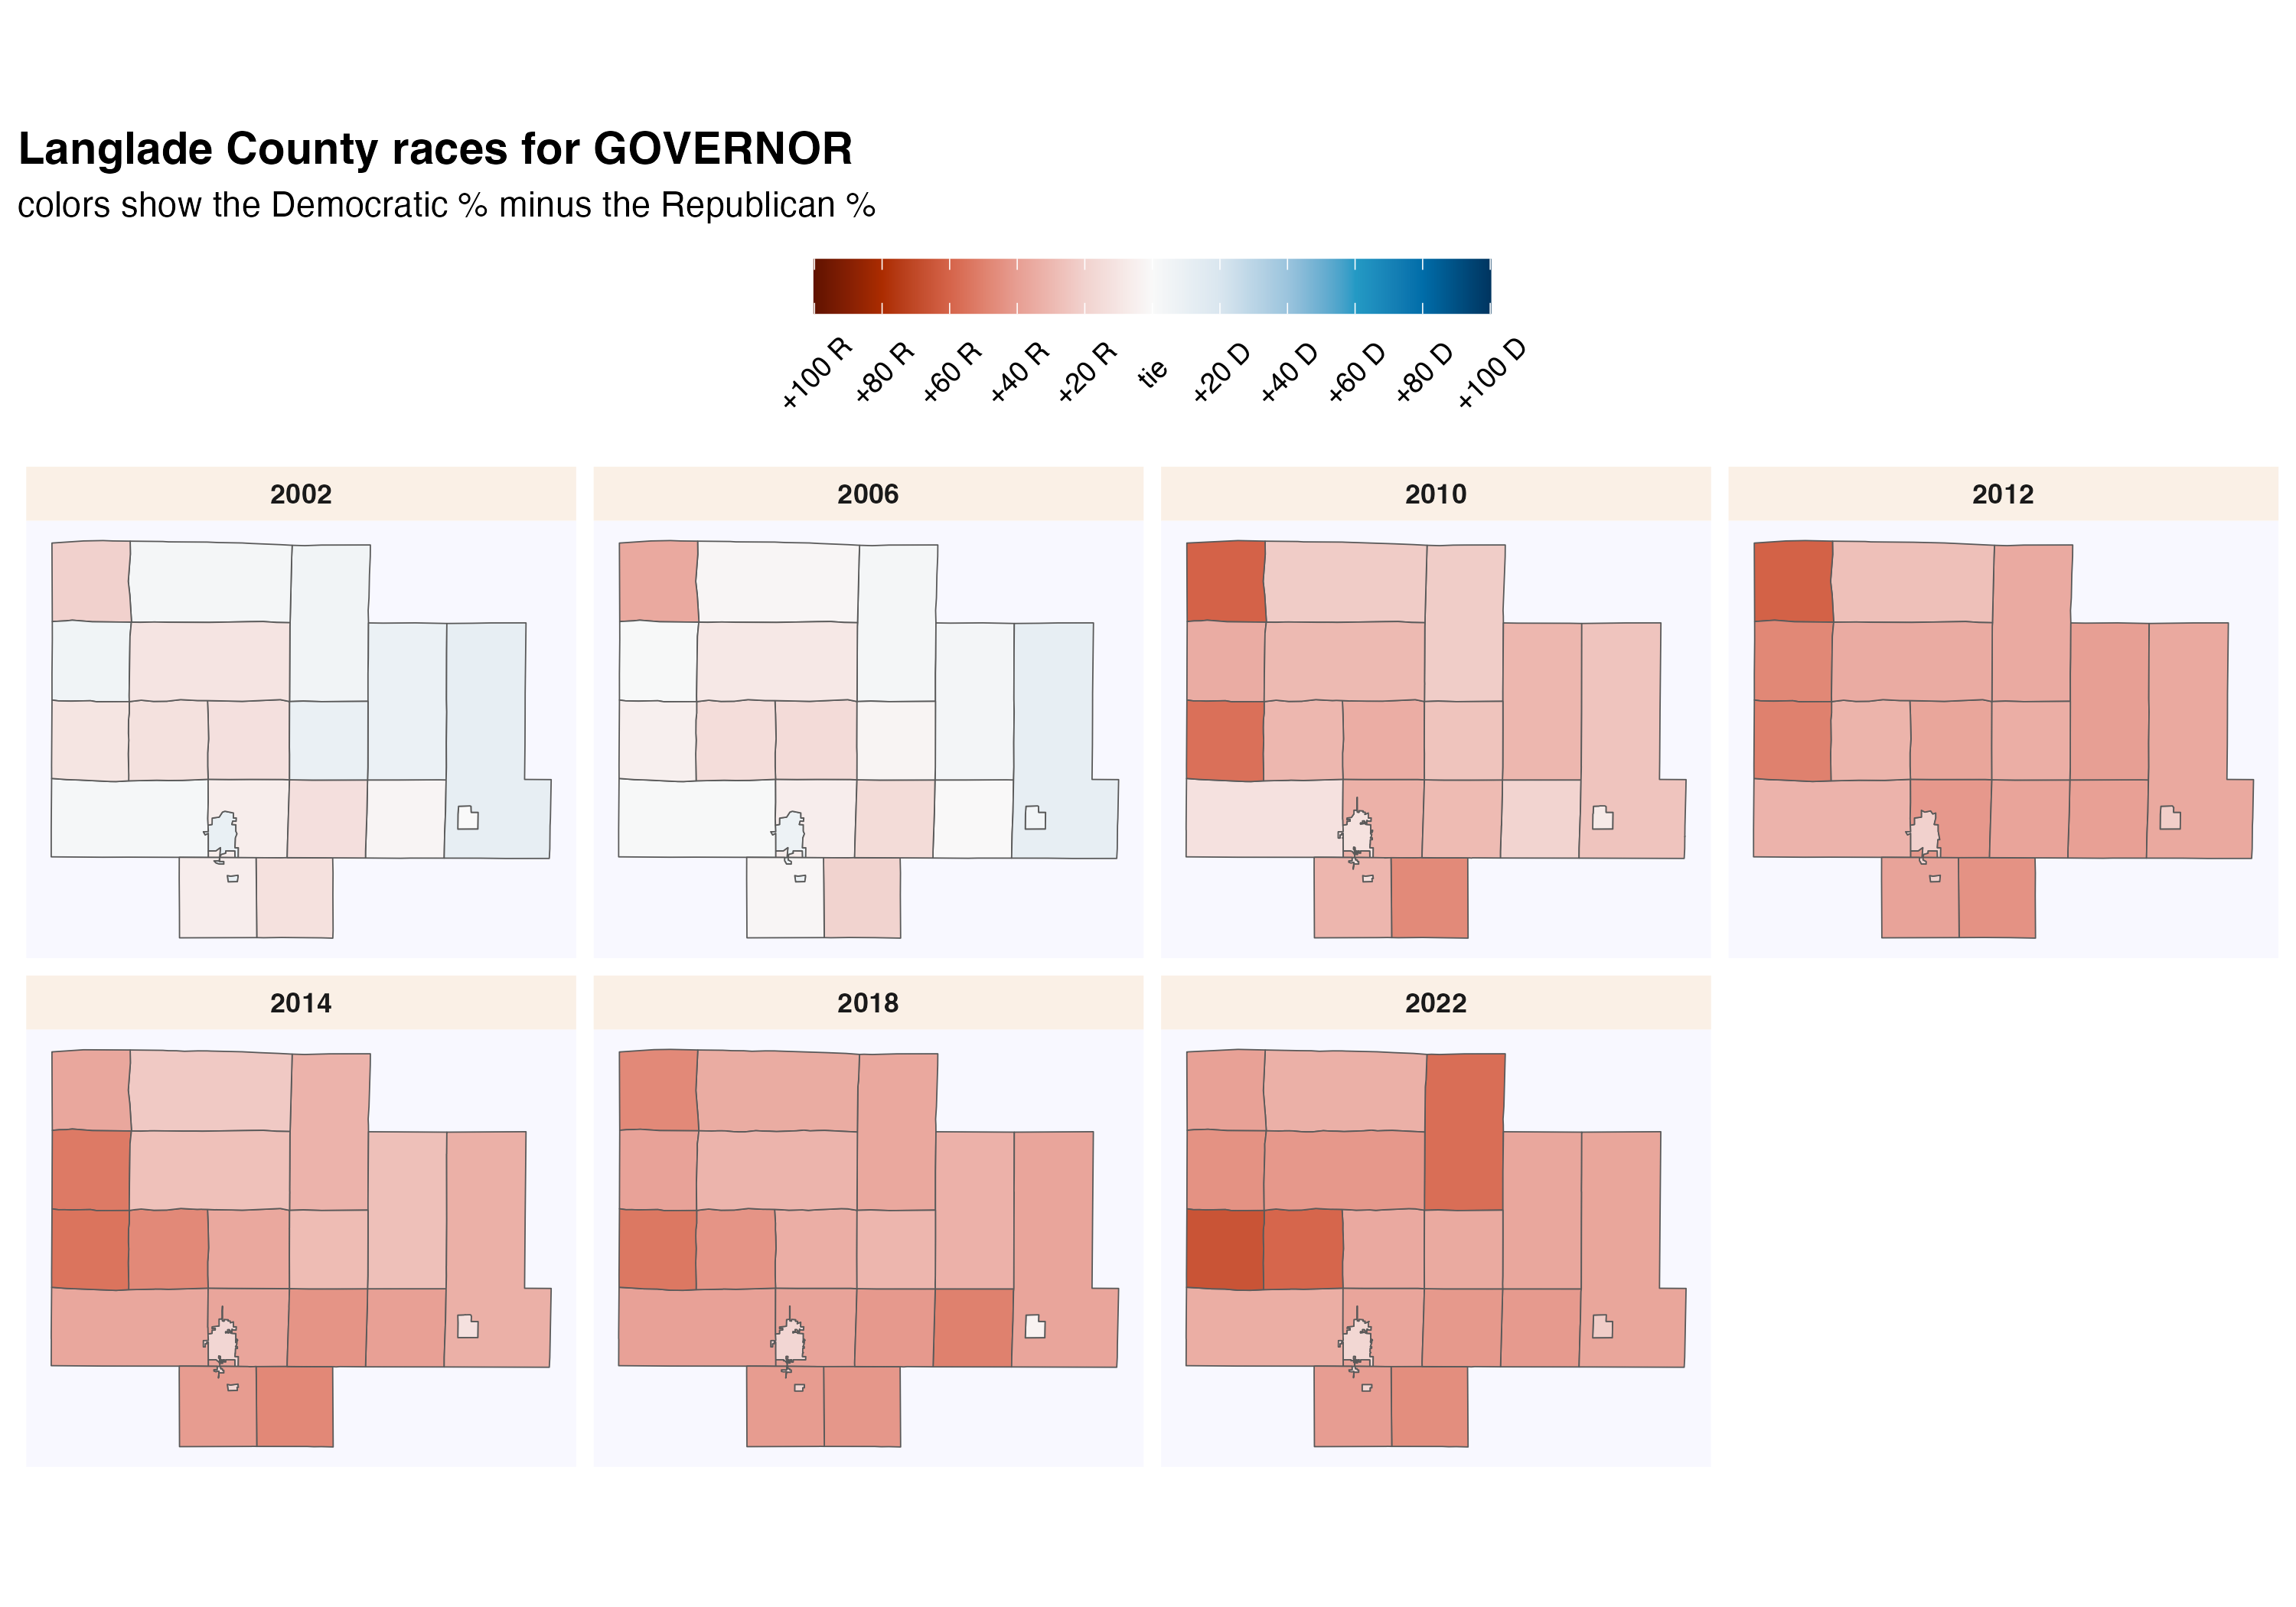 Langlade County races for GOVERNOR
colors show the Democratic % minus the Republican %
+100 R
+80 R
+60 R
+40 R
+20 R
tie
+20 D
+40 D
+60 D
+80 D
+100 D
2002
2006
2010
2012
2014
2018
2022